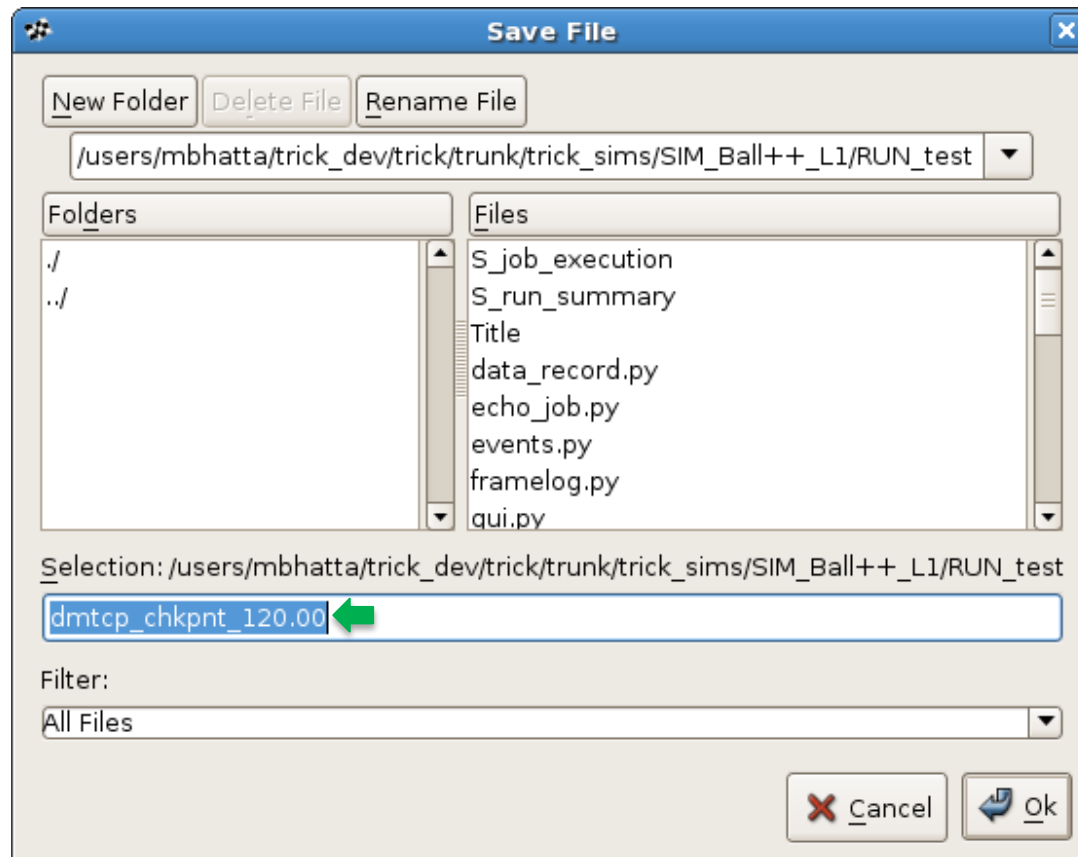 Save File
New Folder Delete File Rename File
/users/mbhatta/trick_dev/trick/trunk/trick_sims/SIM_Ball++_L1/RUN_test
Folders
Files
./
../
S_job_execution
S_run_summary
Title
data_record.py
echo_job.py
events.py
framelog.py
gui.py
Selection: /users/mbhatta/trick_dev/trick/trunk/trick_sims/SIM_Ball++_L1/RUN_test
dmtcp_chkpnt_120.00
Filter:
All Files
Cancel Ok